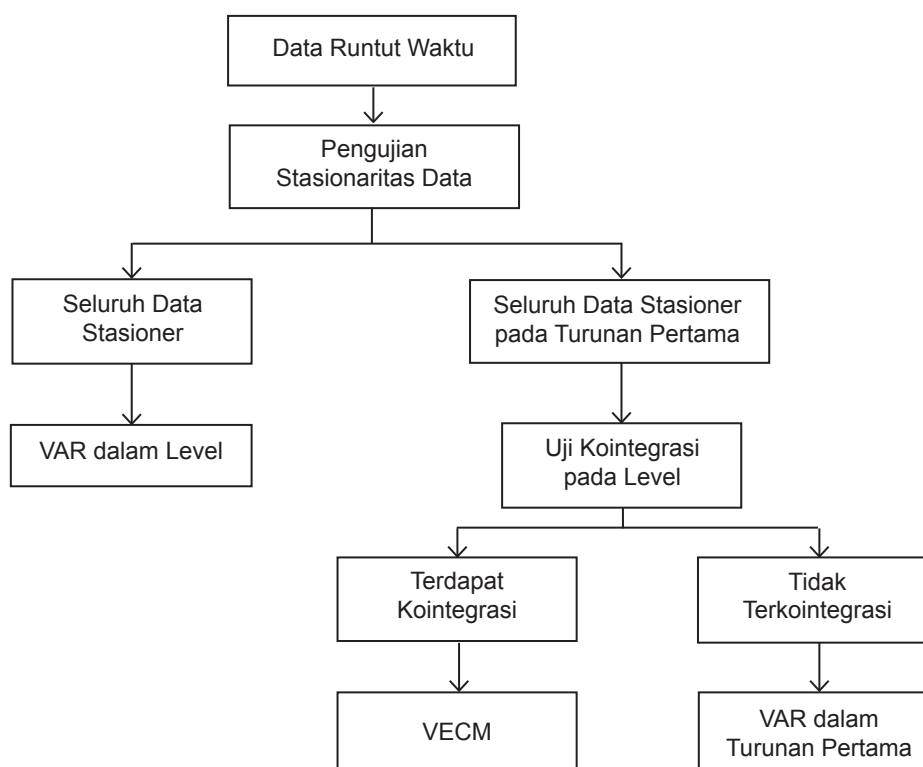 Data Runtut Waktu
Pengujian
Stasionaritas Data
Seluruh Data
Stasioner
Seluruh Data Stasioner
pada Turunan Pertama
VAR dalam Level
Uji Kointegrasi
pada Level
Terdapat
Kointegrasi
Tidak
Terkointegrasi
VECM
VAR dalam
Turunan Pertama